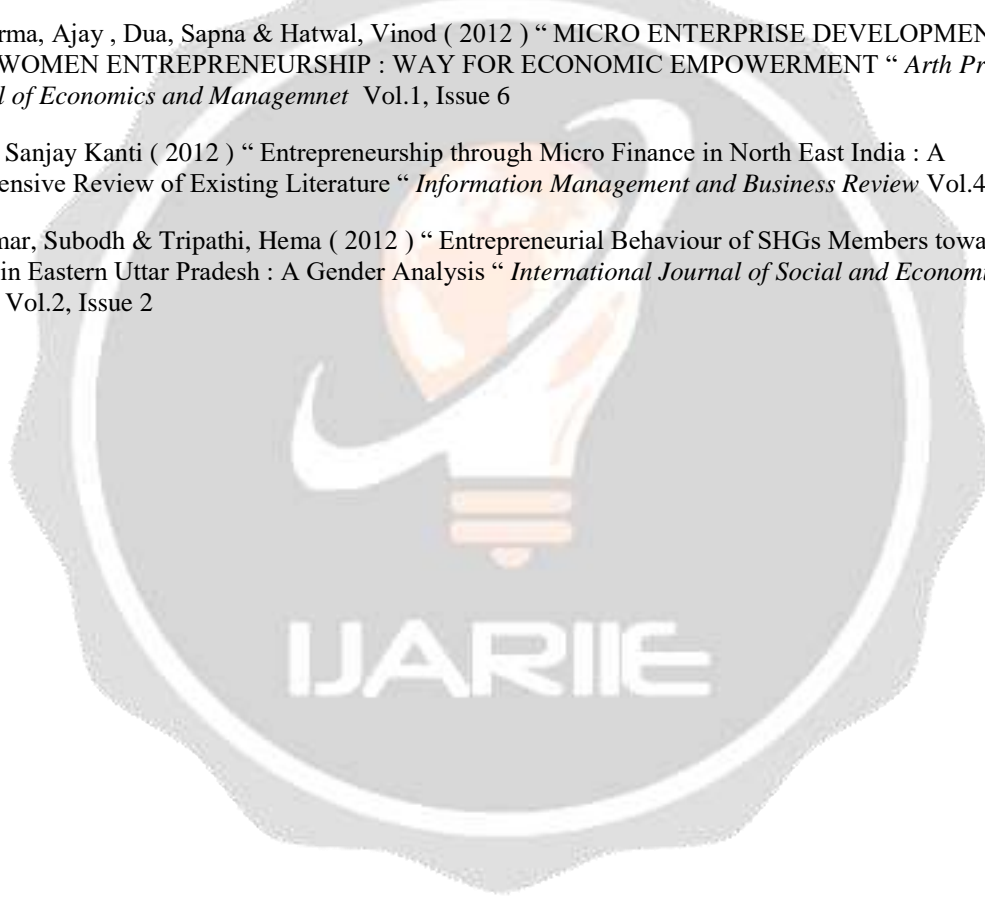 rma, Ajay , Dua, Sapna & Hatwal, Vinod ( 2012 ) “ MICRO ENTERPRISE DEVELOPMEN
WOMEN ENTREPRENEURSHIP : WAY FOR ECONOMIC EMPOWERMENT “ Arth Pr
l of Economics and Managemnet Vol.1, Issue 6
Sanjay Kanti ( 2012 ) “ Entrepreneurship through Micro Finance in North East India : A
ensive Review of Existing Literature “ Information Management and Business Review Vol.4
mar, Subodh & Tripathi, Hema ( 2012 ) “ Entrepreneurial Behaviour of SHGs Members towa
in Eastern Uttar Pradesh : A Gender Analysis “ International Journal of Social and Economi
Vol.2, Issue 2
IJARIIE